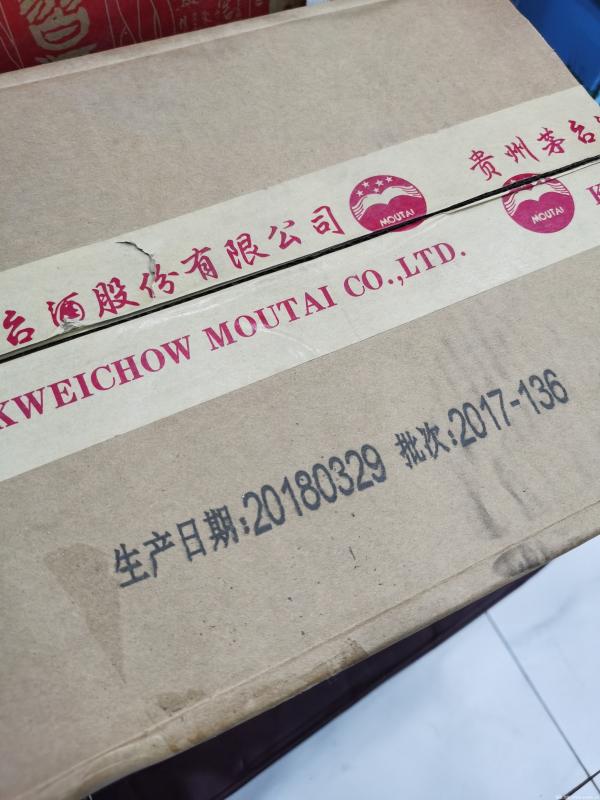 贵州茅台
MOUTAI
台酒股份有限公司
MOUTAI
KWEICHOW MOUTAI CO.,LTD.
K
生产日期:20180329 批次:2017-136